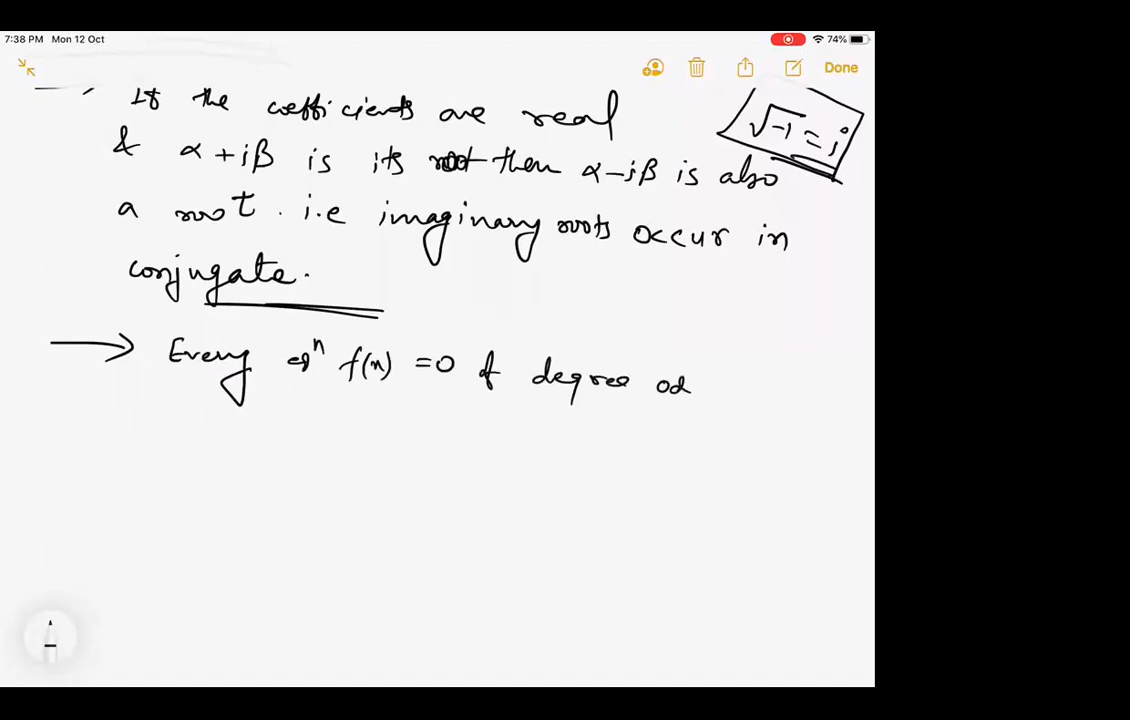 7:38 PM Mon 12 Oct
74%
Done
If the coefficients are real
√-1 = i
& α+iβ is its root then α-iβ is also
a root. i.e imaginary roots occur in
conjugate.
→ Every eqⁿ f(x) =0 of degree od